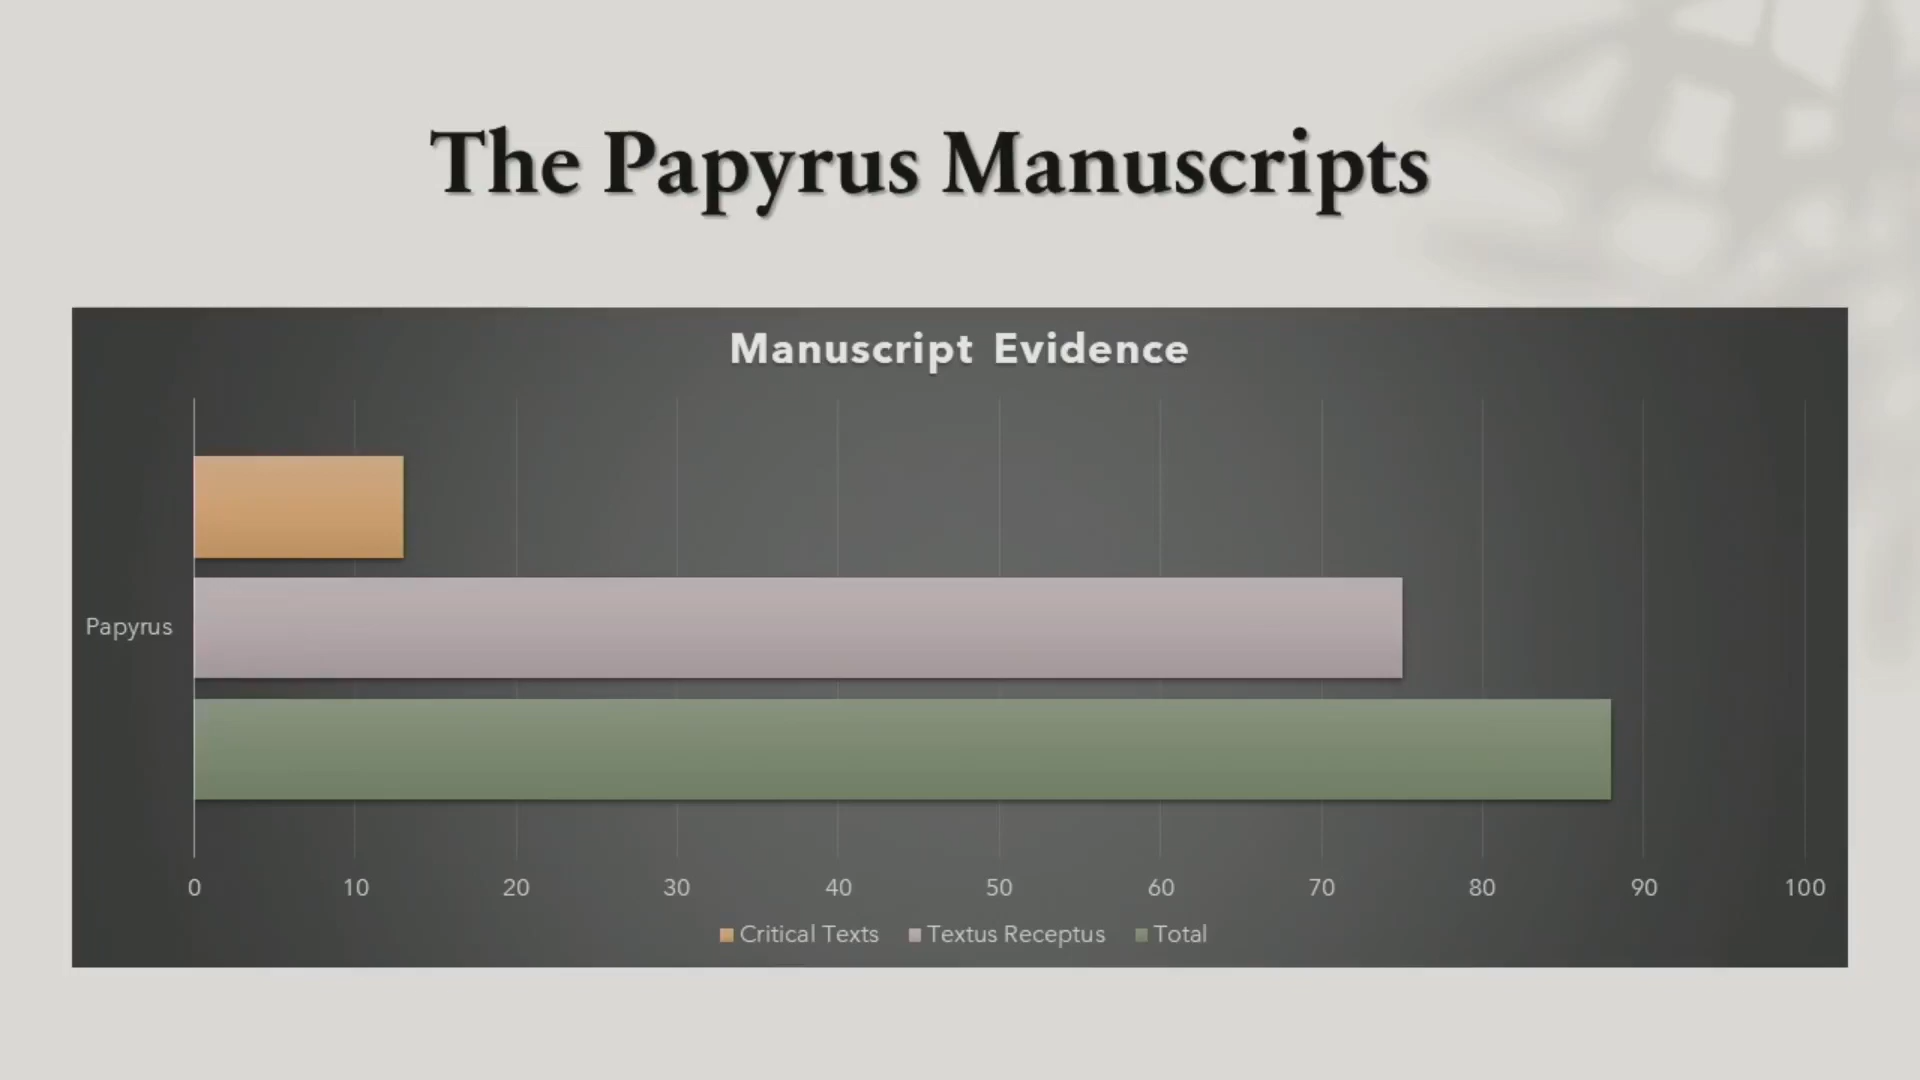 The Papyrus Manuscripts
Manuscript Evidence
Papyrus
0 10 20 30 40 50 60 70 80 90 100
Critical Texts Textus Receptus Total